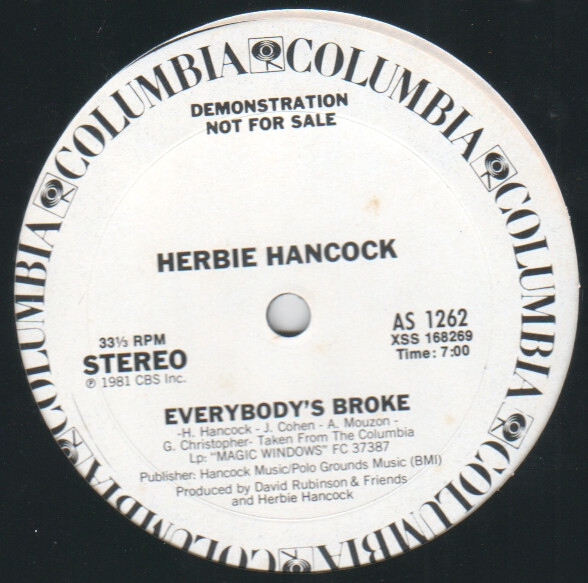 COLUMBIA COLUMBIA COLUMBIA COLUMBIA COLUMBIA COLUMBIA
DEMONSTRATION
NOT FOR SALE
HERBIE HANCOCK
33⅓ RPM
STEREO
℗ 1981 CBS Inc.
AS 1262
XSS 168269
Time: 7:00
EVERYBODY'S BROKE
-H. Hancock - J. Cohen - A. Mouzon -
G. Christopher- Taken From The Columbia
Lp: "MAGIC WINDOWS" FC 37387
Publisher: Hancock Music/Polo Grounds Music (BMI)
Produced by David Rubinson & Friends
and Herbie Hancock